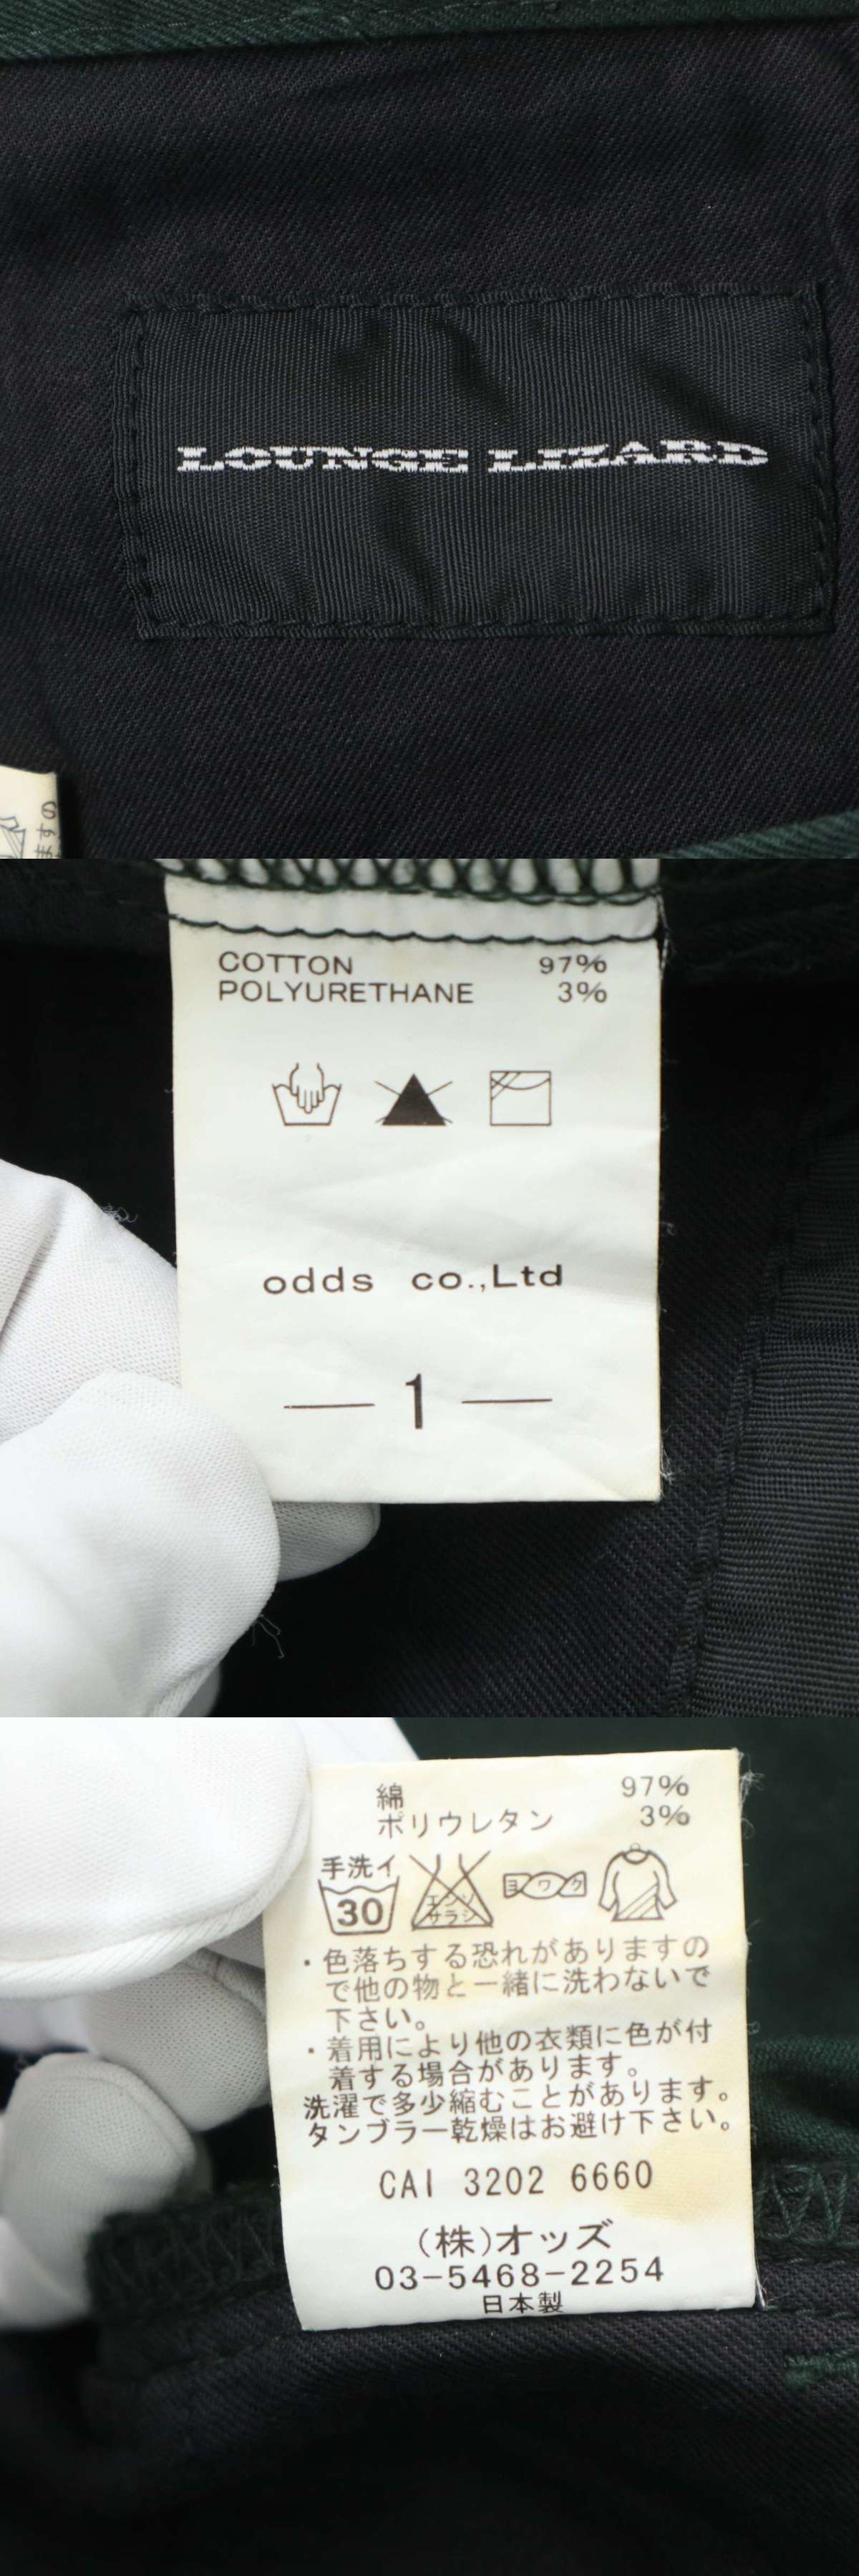 LOUNGE LIZARD
ます
COTTON 97%
POLYURETHANE 3%
odds co.,Ltd
— 1 —
綿 97%
ポリウレタン 3%
手洗イ
30
エンソ
サラシ
ヨワク
・色落ちする恐れがありますの
で他の物と一緒に洗わないで
下さい。
・着用により他の衣類に色が付
着する場合があります。
洗濯で多少縮むことがあります。
タンブラー乾燥はお避け下さい。
CAI 3202 6660
(株)オッズ
03-5468-2254
日本製